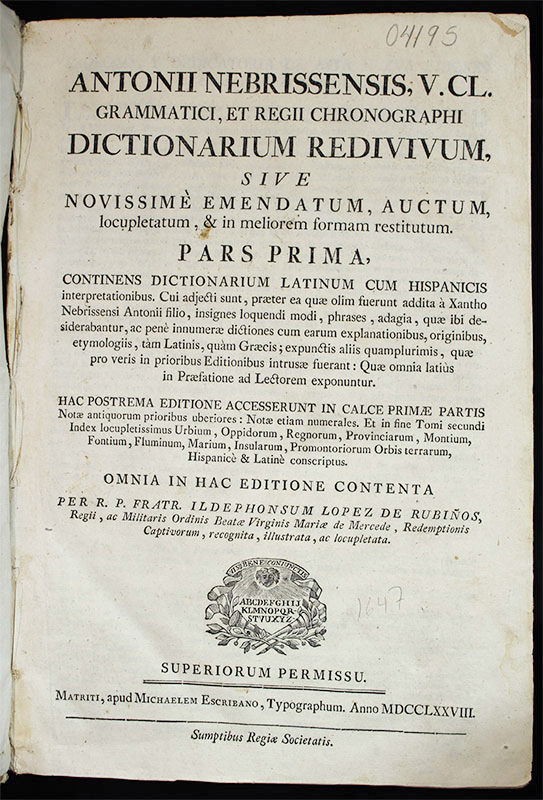 04195
ANTONII NEBRISSENSIS, V. CL.
GRAMMATICI, ET REGII CHRONOGRAPHI
DICTIONARIUM REDIVIVUM,
SIVE
NOVISSIMÈ EMENDATUM, AUCTUM,
locupletatum, & in meliorem formam restitutum.
PARS PRIMA,
CONTINENS DICTIONARIUM LATINUM CUM HISPANICIS
interpretationibus. Cui adjecti sunt, præter ea quæ olim fuerunt addita à Xantho
Nebrissensi Antonii filio, insignes loquendi modi, phrases, adagia, quæ ibi de-
siderabantur, ac penè innumeræ dictiones cum earum explanationibus, originibus,
etymologiis, tàm Latinis, quàm Græcis; expunctis aliis quamplurimis, quæ
pro veris in prioribus Editionibus intrusæ fuerant: Quæ omnia latiùs
in Præfatione ad Lectorem exponuntur.
HAC POSTREMA EDITIONE ACCESSERUNT IN CALCE PRIMÆ PARTIS
Notæ antiquorum prioribus uberiores: Notæ etiam numerales. Et in fine Tomi secundi
Index locupletissimus Urbium, Oppidorum, Regnorum, Provinciarum, Montium,
Fontium, Fluminum, Marium, Insularum, Promontoriorum Orbis terrarum,
Hispanicè & Latinè conscriptus.
OMNIA IN HAC EDITIONE CONTENTA
PER R. P. FRATR. ILDEPHONSUM LOPEZ DE RUBIÑOS,
Regii, ac Militaris Ordinis Beatæ Virginis Mariæ de Mercede, Redemptionis
Captivorum, recognita, illustrata, ac locupletata.
BENE CONJUNCTIS
ABCDEFGHIJ
KLMNOPQR-
STVUXYZ
1647
SUPERIORUM PERMISSU.
MATRITI, apud MICHAELEM ESCRIBANO, Typographum. Anno MDCCLXXVIII.
Sumptibus Regiæ Societatis.